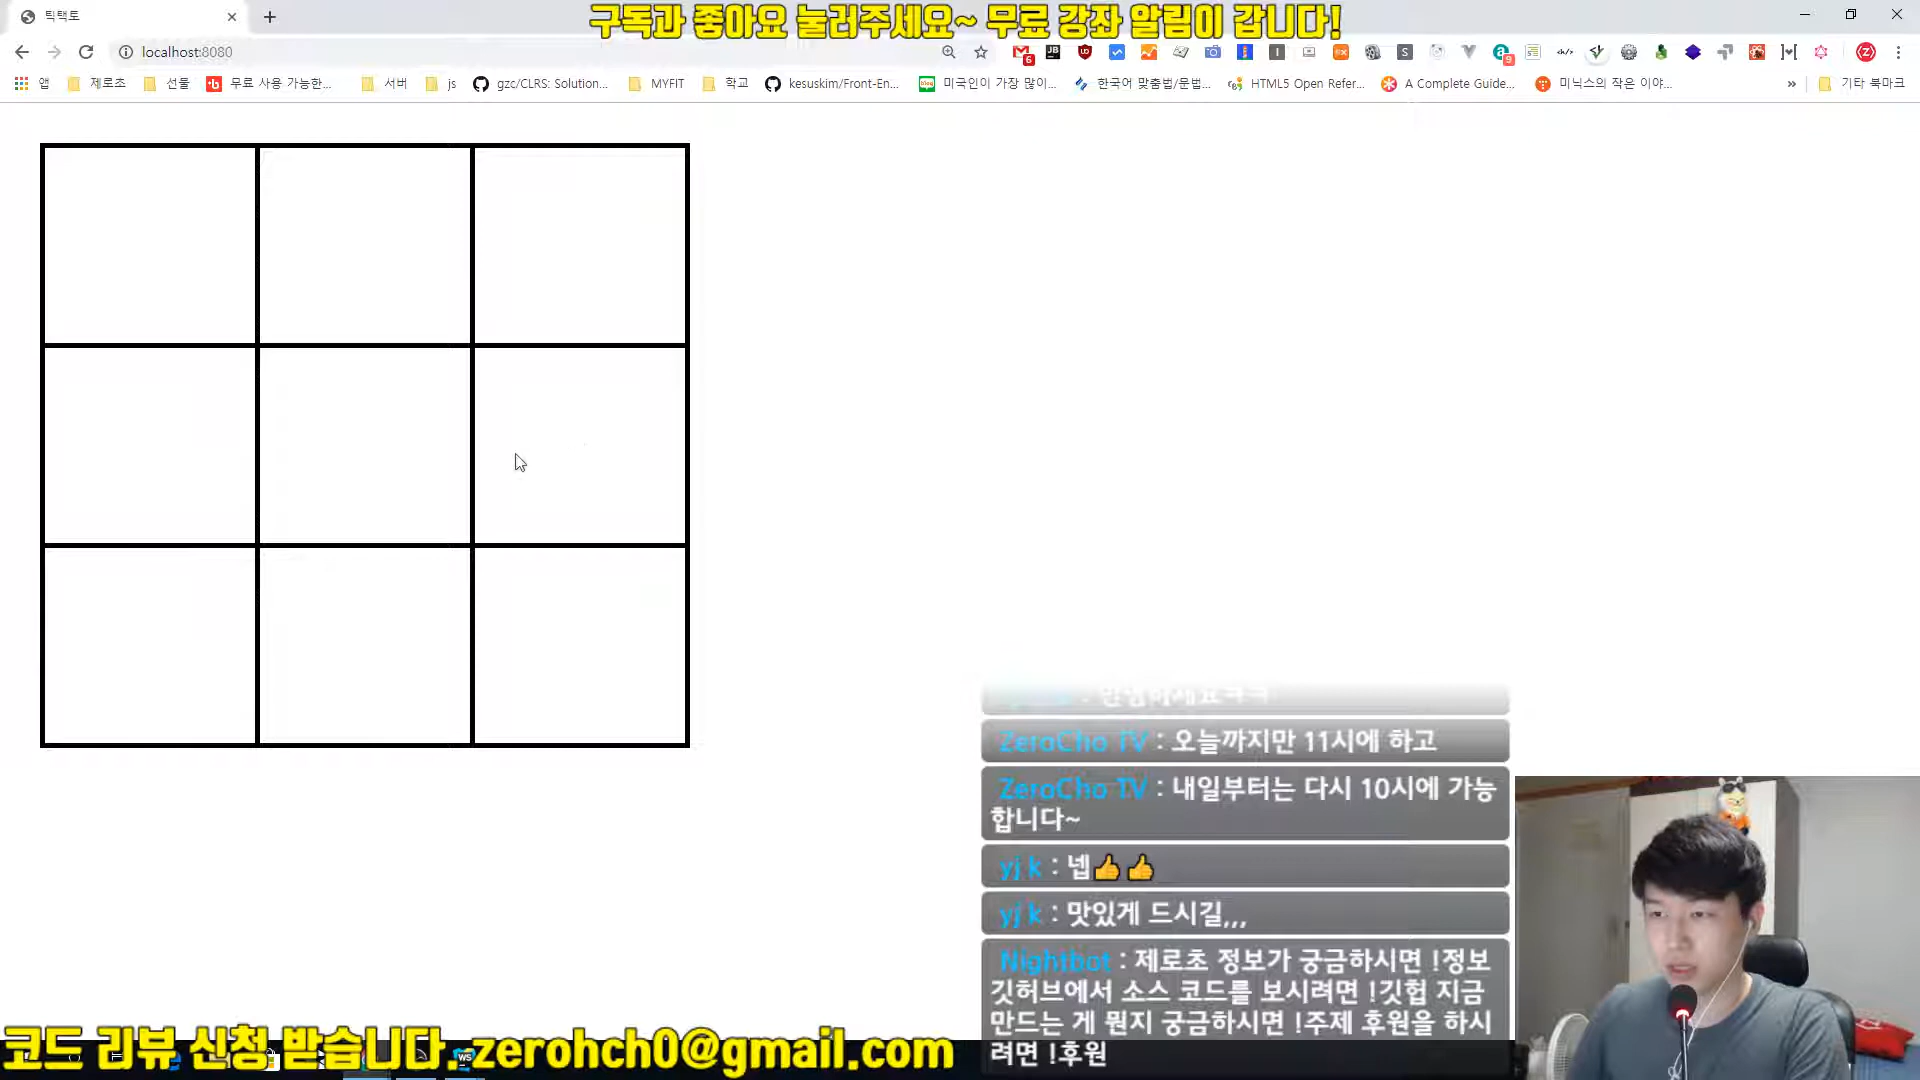 틱택토
구독과 좋아요 눌러주세요~ 무료 강좌 알림이 갑니다!
localhost:8080
앱 제로초 선물 무료 사용 가능한... 서버 js gzc/CLRS: Solution... MYFIT 학교 kesuskim/Front-En... 미국인이 가장 많이... 한국어 맞춤법/문법... HTML5 Open Refer... A Complete Guide... 미닉스의 작은 이야... » 기타 북마크
ZeroCho TV : 오늘까지만 11시에 하고
ZeroCho TV : 내일부터는 다시 10시에 가능
합니다~
yj k : 넵👍👍
yj k : 맛있게 드시길,,,
Nightbot : 제로초 정보가 궁금하시면 !정보
깃허브에서 소스 코드를 보시려면 !깃헙 지금
만드는 게 뭔지 궁금하시면 !주제 후원을 하시
려면 !후원
코드 리뷰 신청 받습니다. zerohch0@gmail.com